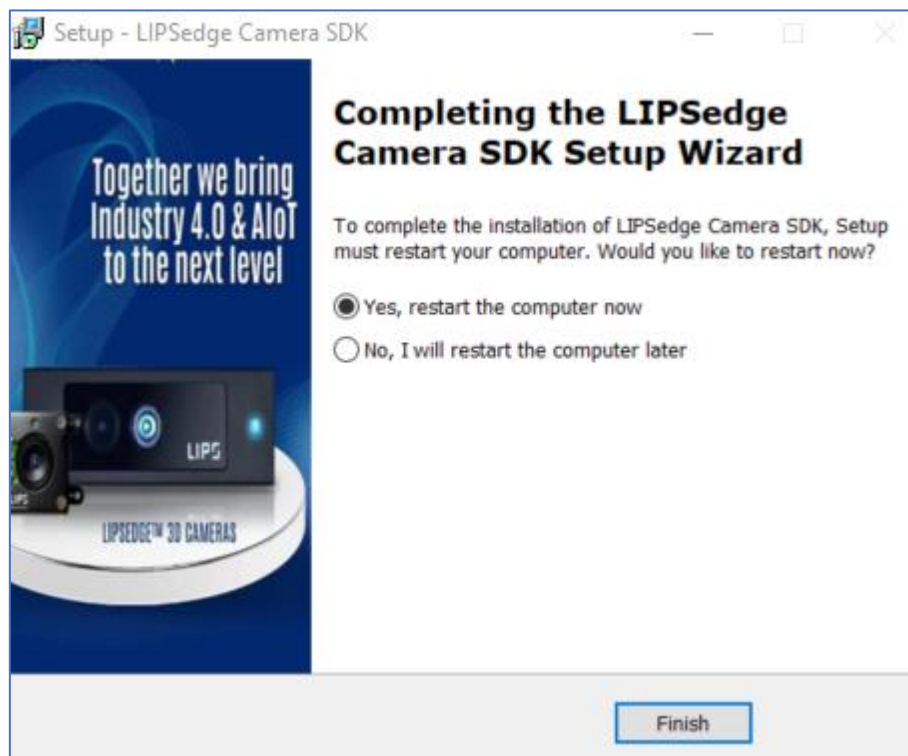 Setup - LIPSedge Camera SDK
Together we bring
Industry 4.0 & AIoT
to the next level
LIPS
LIPS
LIPSEDGE™ 3D CAMERAS
Completing the LIPSedge
Camera SDK Setup Wizard
To complete the installation of LIPSedge Camera SDK, Setup
must restart your computer. Would you like to restart now?
Yes, restart the computer now
No, I will restart the computer later
Finish